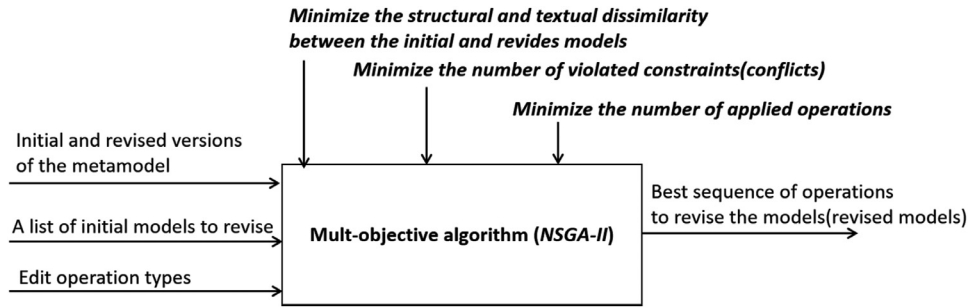 Minimize the structural and textual dissimilarity
between the initial and revides models
Minimize the number of violated constraints(conflicts)
Minimize the number of applied operations
Initial and revised versions
of the metamodel
A list of initial models to revise
Edit operation types
Mult-objective algorithm (NSGA-II)
Best sequence of operations
to revise the models(revised models)